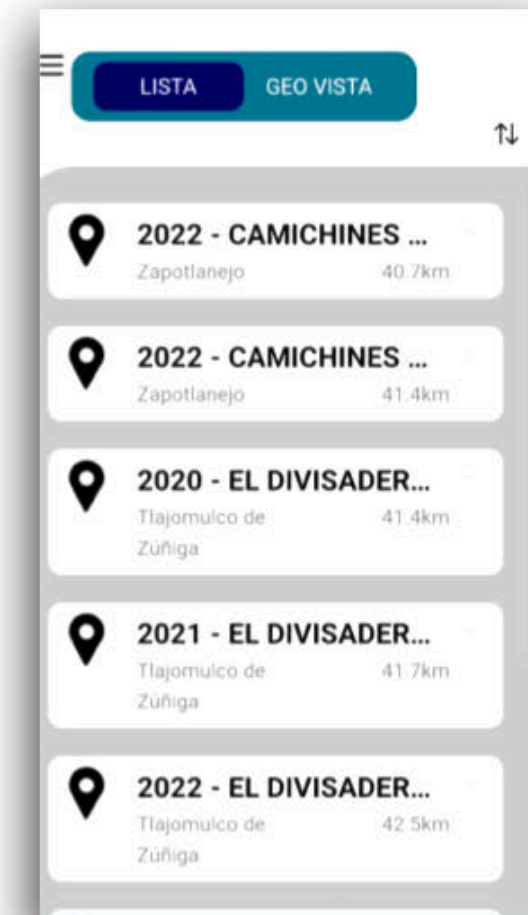 LISTA GEO VISTA
2022 - CAMICHINES ...
Zapotlanejo 40.7km
2022 - CAMICHINES ...
Zapotlanejo 41.4km
2020 - EL DIVISADER...
Tlajomulco de 41.4km
Zúñiga
2021 - EL DIVISADER...
Tlajomulco de 41.7km
Zúñiga
2022 - EL DIVISADER...
Tlajomulco de 42.5km
Zúñiga